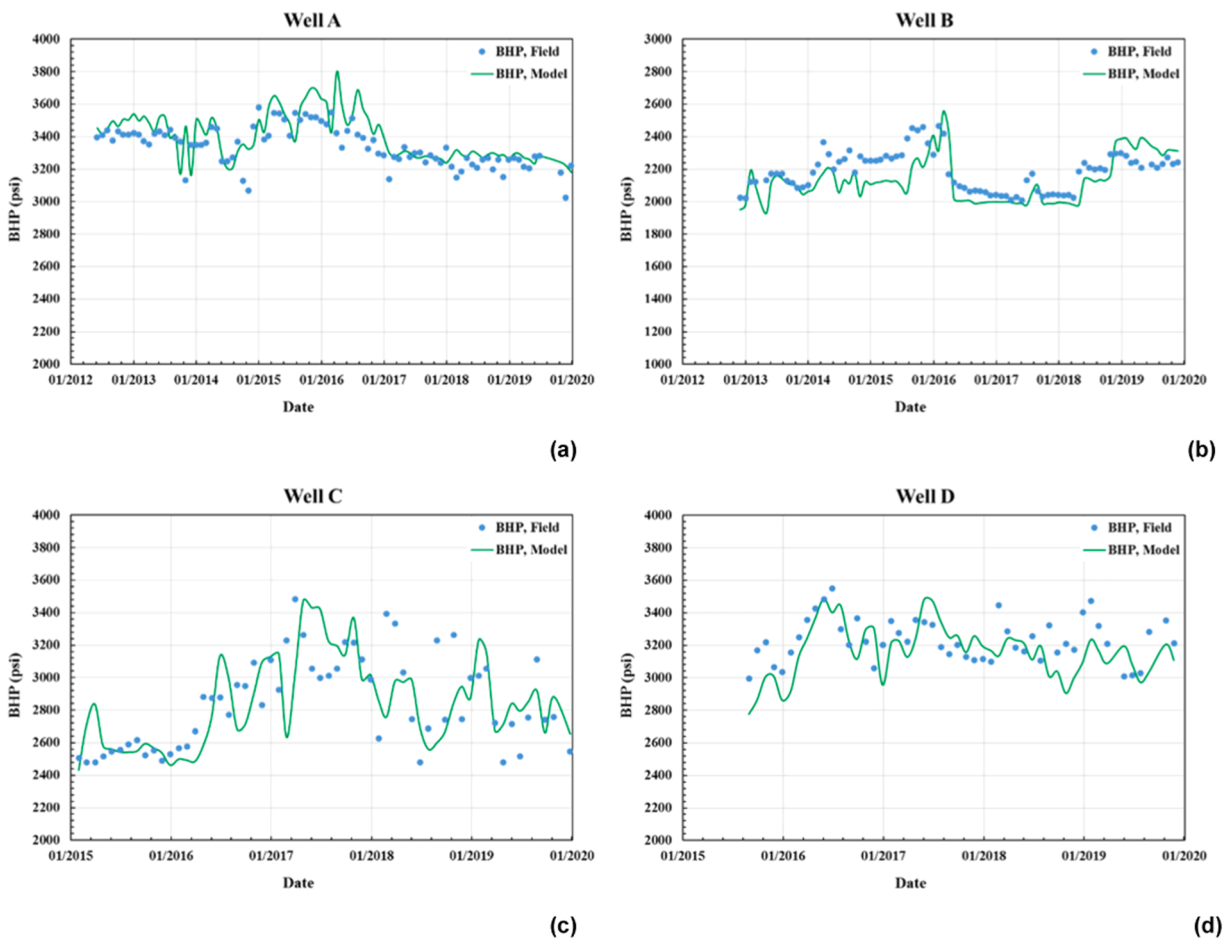 Well A
4000
3800
3600
3400
3200
3000
2800
2600
2400
2200
2000
BHP (psi)
BHP, Field
BHP, Model
01/2012 01/2013 01/2014 01/2015 01/2016 01/2017 01/2018 01/2019 01/2020
Date
(a)
Well B
3000
2800
2600
2400
2200
2000
1800
1600
1400
1200
1000
BHP (psi)
BHP, Field
BHP, Model
01/2012 01/2013 01/2014 01/2015 01/2016 01/2017 01/2018 01/2019 01/2020
Date
(b)
Well C
4000
3800
3600
3400
3200
3000
2800
2600
2400
2200
2000
BHP (psi)
BHP, Field
BHP, Model
01/2015 01/2016 01/2017 01/2018 01/2019 01/2020
Date
(c)
Well D
4000
3800
3600
3400
3200
3000
2800
2600
2400
2200
2000
BHP (psi)
BHP, Field
BHP, Model
01/2015 01/2016 01/2017 01/2018 01/2019 01/2020
Date
(d)